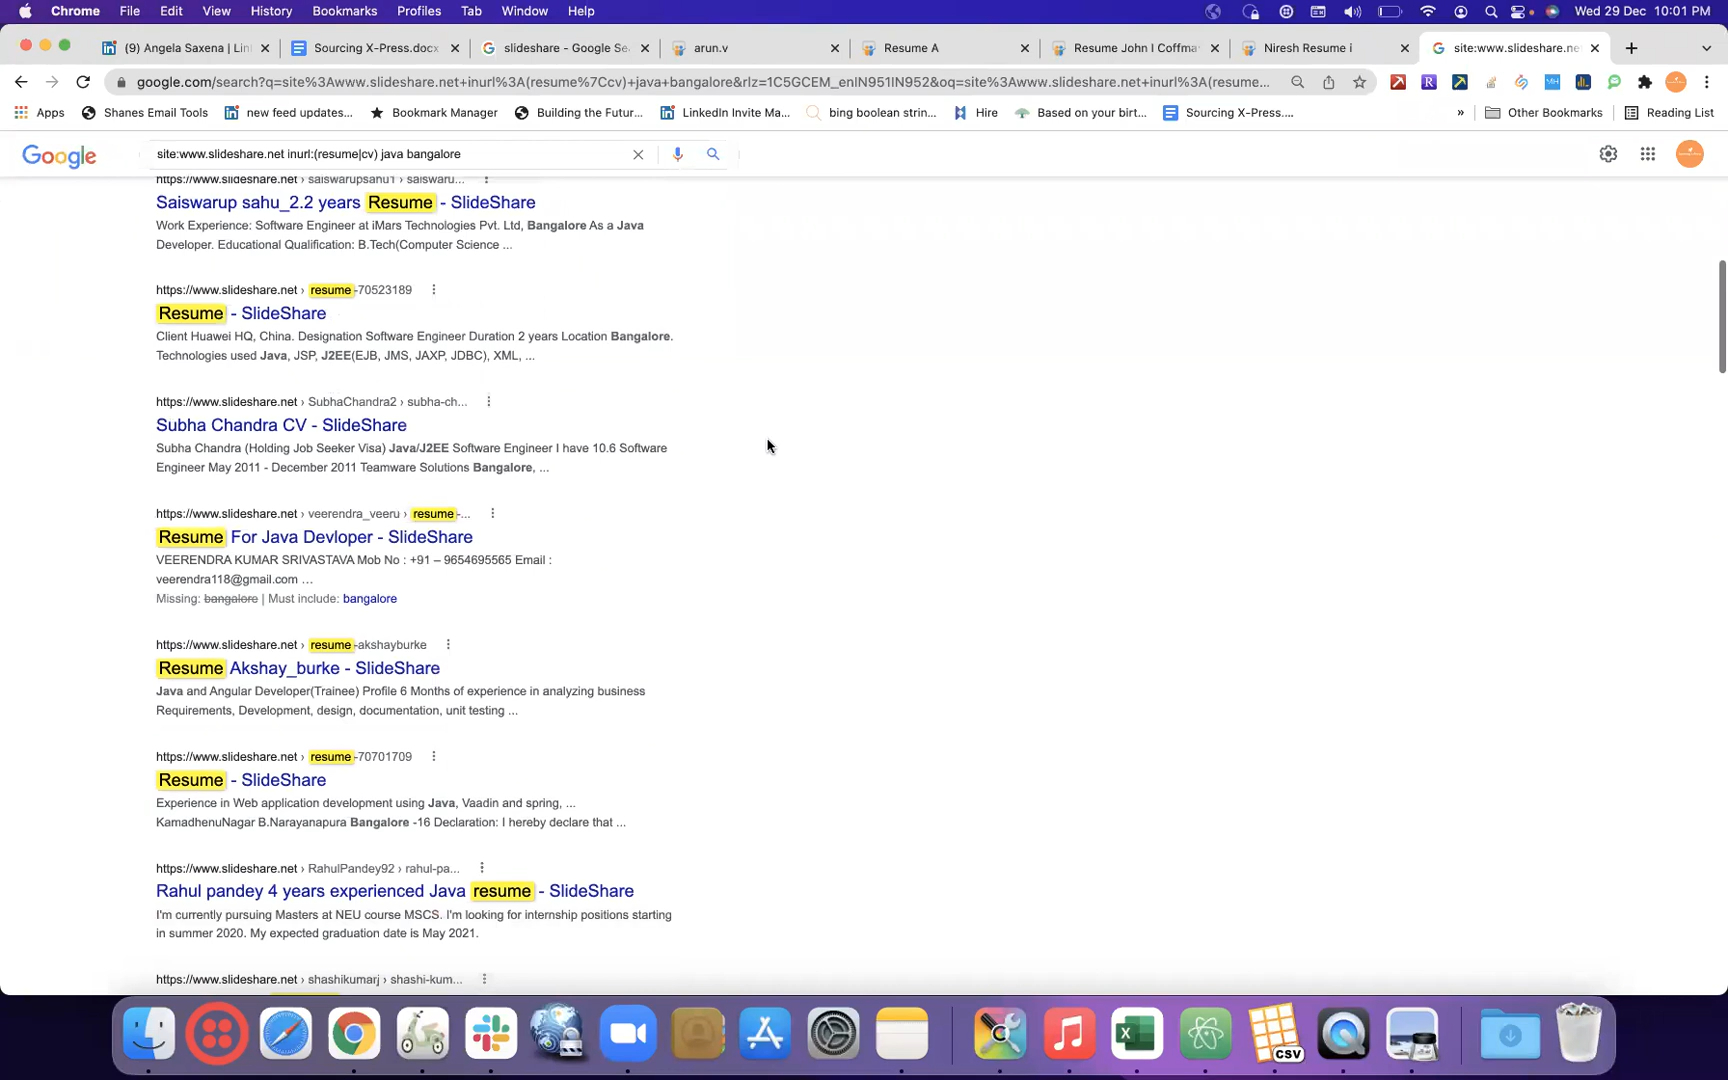 Chrome File Edit View History Bookmarks Profiles Tab Window Help Wed 29 Dec 10:01 PM
(9) Angela Saxena | Lin Sourcing X-Press.docx slideshare - Google Se arun.v Resume A Resume John I Coffma Niresh Resume i site:www.slideshare.ne
google.com/search?q=site%3Awww.slideshare.net+inurl%3A(resume%7Ccv)+java+bangalore&rlz=1C5GCEM_enIN951IN952&oq=site%3Awww.slideshare.net+inurl%3A(resume...
Apps Shanes Email Tools new feed updates... Bookmark Manager Building the Futur... LinkedIn Invite Ma... bing boolean strin... Hire Based on your birt... Sourcing X-Press.... » Other Bookmarks Reading List
Google site:www.slideshare.net inurl:(resume|cv) java bangalore
https://www.slideshare.net › saiswarupsahu1 › saiswaru...
Saiswarup sahu_2.2 years Resume - SlideShare
Work Experience: Software Engineer at iMars Technologies Pvt. Ltd, Bangalore As a Java
Developer. Educational Qualification: B.Tech(Computer Science ...
https://www.slideshare.net › resume-70523189
Resume - SlideShare
Client Huawei HQ, China. Designation Software Engineer Duration 2 years Location Bangalore.
Technologies used Java, JSP, J2EE(EJB, JMS, JAXP, JDBC), XML, ...
https://www.slideshare.net › SubhaChandra2 › subha-ch...
Subha Chandra CV - SlideShare
Subha Chandra (Holding Job Seeker Visa) Java/J2EE Software Engineer I have 10.6 Software
Engineer May 2011 - December 2011 Teamware Solutions Bangalore, ...
https://www.slideshare.net › veerendra_veeru › resume-...
Resume For Java Devloper - SlideShare
VEERENDRA KUMAR SRIVASTAVA Mob No : +91 – 9654695565 Email :
veerendra118@gmail.com ...
Missing: bangalore | Must include: bangalore
https://www.slideshare.net › resume-akshayburke
Resume Akshay_burke - SlideShare
Java and Angular Developer(Trainee) Profile 6 Months of experience in analyzing business
Requirements, Development, design, documentation, unit testing ...
https://www.slideshare.net › resume-70701709
Resume - SlideShare
Experience in Web application development using Java, Vaadin and spring, ...
KamadhenuNagar B.Narayanapura Bangalore -16 Declaration: I hereby declare that ...
https://www.slideshare.net › RahulPandey92 › rahul-pa...
Rahul pandey 4 years experienced Java resume - SlideShare
I'm currently pursuing Masters at NEU course MSCS. I'm looking for internship positions starting
in summer 2020. My expected graduation date is May 2021.
https://www.slideshare.net › shashikumarj › shashi-kum...
CSV